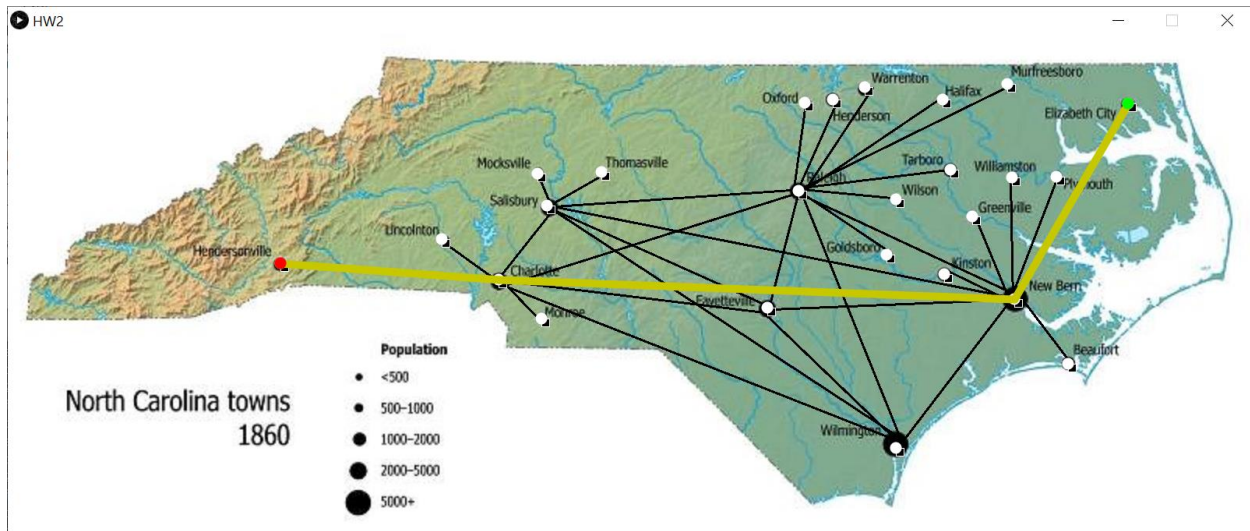 HW2
Warrenton
Murfreesboro
Oxford
Halifax
Henderson
Elizabeth City
Mocksville
Thomasville
Tarboro
Williamston
Raleigh
Plymouth
Salisbury
Wilson
Greenville
Lincolnton
Hendersonville
Goldsboro
Charlotte
Kinston
New Bern
Fayetteville
Monroe
Population
Beaufort
<500
North Carolina towns
500–1000
1860
Wilmington
1000–2000
2000–5000
5000+